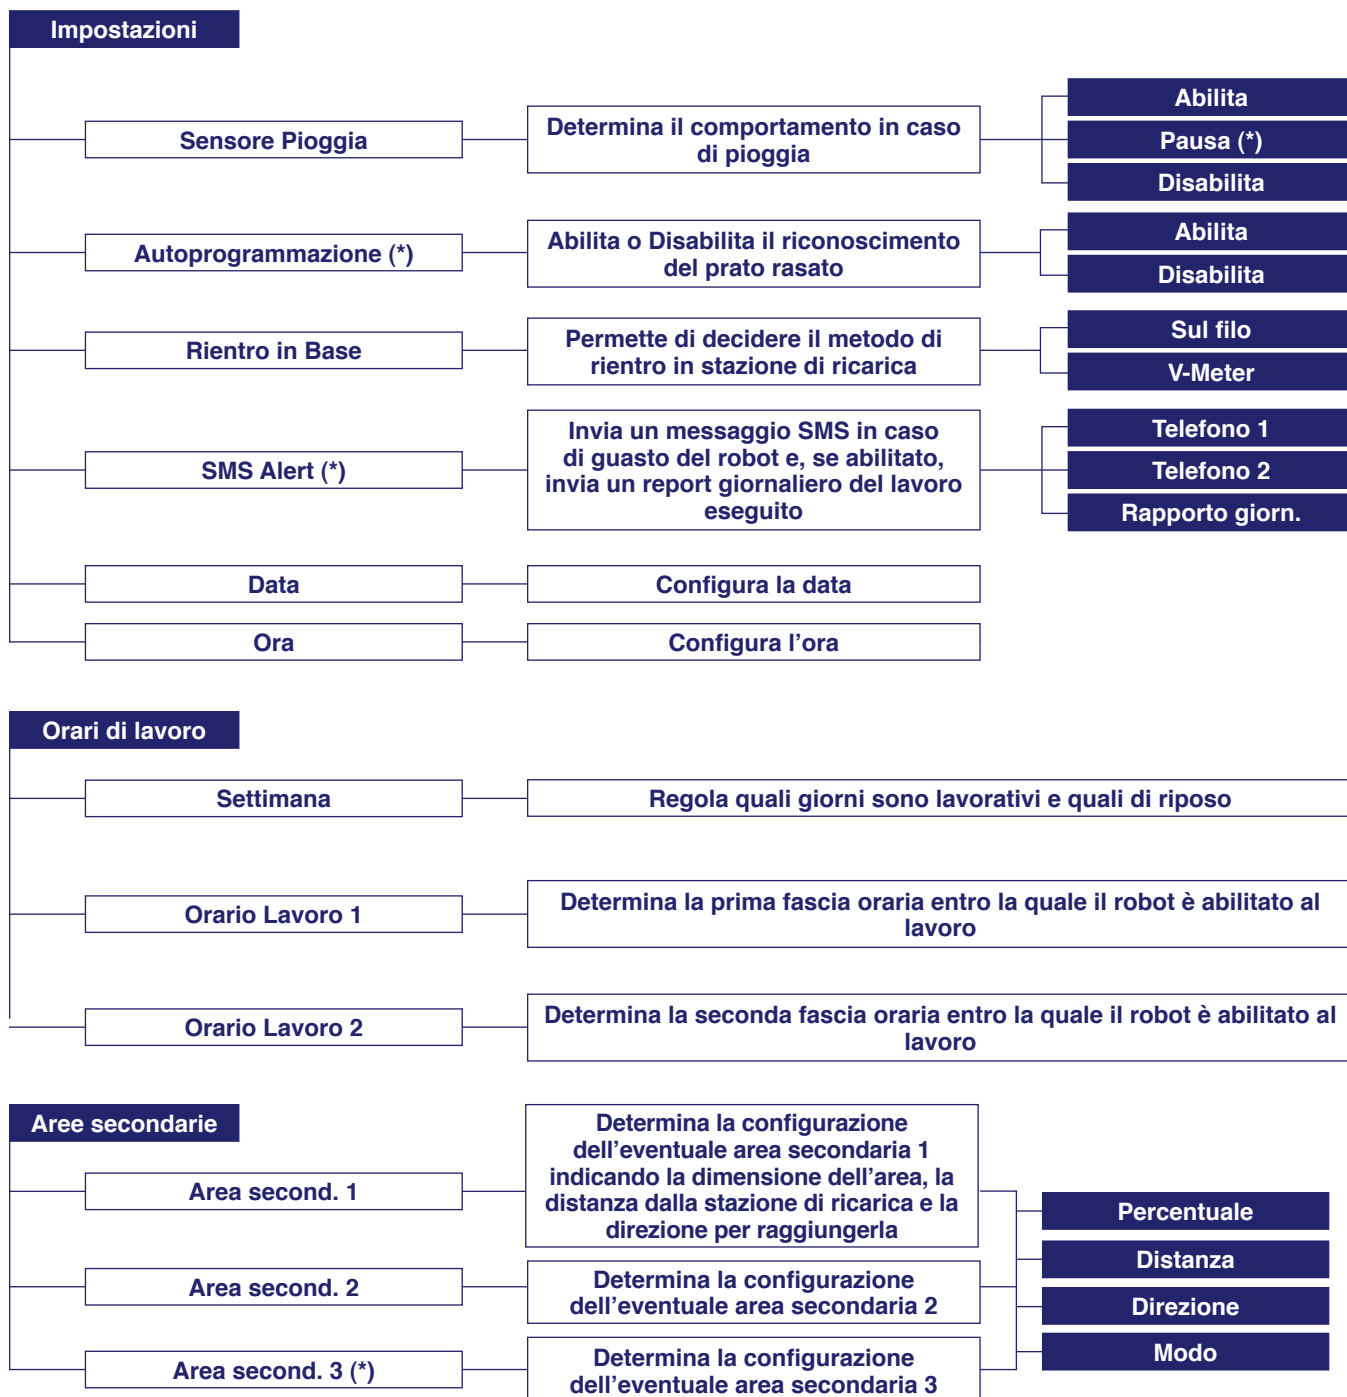 Impostazioni
Sensore Pioggia
Determina il comportamento in caso
di pioggia
Abilita
Pausa (*)
Disabilita
Autoprogrammazione (*)
Abilita o Disabilita il riconoscimento
del prato rasato
Abilita
Disabilita
Rientro in Base
Permette di decidere il metodo di
rientro in stazione di ricarica
Sul filo
V-Meter
SMS Alert (*)
Invia un messaggio SMS in caso
di guasto del robot e, se abilitato,
invia un report giornaliero del lavoro
eseguito
Telefono 1
Telefono 2
Rapporto giorn.
Data
Configura la data
Ora
Configura l’ora
Orari di lavoro
Settimana
Regola quali giorni sono lavorativi e quali di riposo
Orario Lavoro 1
Determina la prima fascia oraria entro la quale il robot è abilitato al
lavoro
Orario Lavoro 2
Determina la seconda fascia oraria entro la quale il robot è abilitato al
lavoro
Aree secondarie
Area second. 1
Determina la configurazione
dell’eventuale area secondaria 1
indicando la dimensione dell’area, la
distanza dalla stazione di ricarica e la
direzione per raggiungerla
Area second. 2
Determina la configurazione
dell’eventuale area secondaria 2
Area second. 3 (*)
Determina la configurazione
dell’eventuale area secondaria 3
Percentuale
Distanza
Direzione
Modo